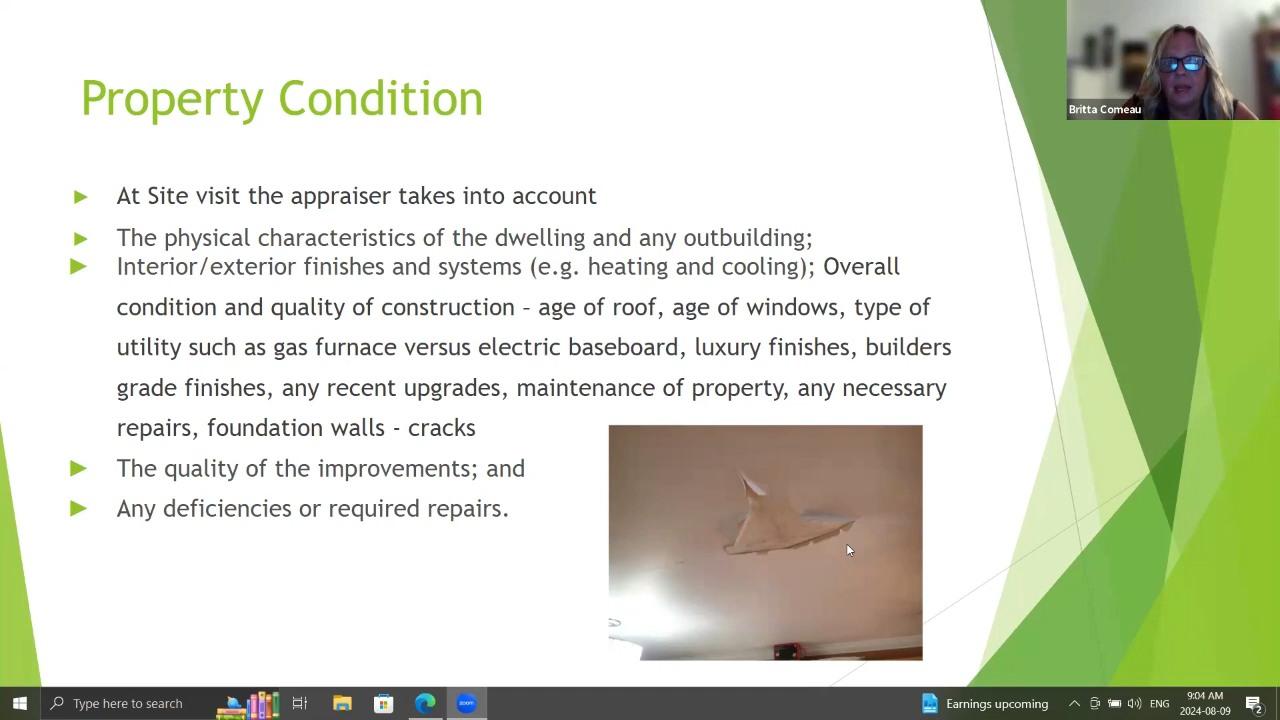 Property Condition
Britta Comeau
At Site visit the appraiser takes into account
The physical characteristics of the dwelling and any outbuilding;
Interior/exterior finishes and systems (e.g. heating and cooling); Overall
condition and quality of construction – age of roof, age of windows, type of
utility such as gas furnace versus electric baseboard, luxury finishes, builders
grade finishes, any recent upgrades, maintenance of property, any necessary
repairs, foundation walls - cracks
The quality of the improvements; and
Any deficiencies or required repairs.
Type here to search
zoom
Earnings upcoming
ENG
9:04 AM
2024-08-09
2